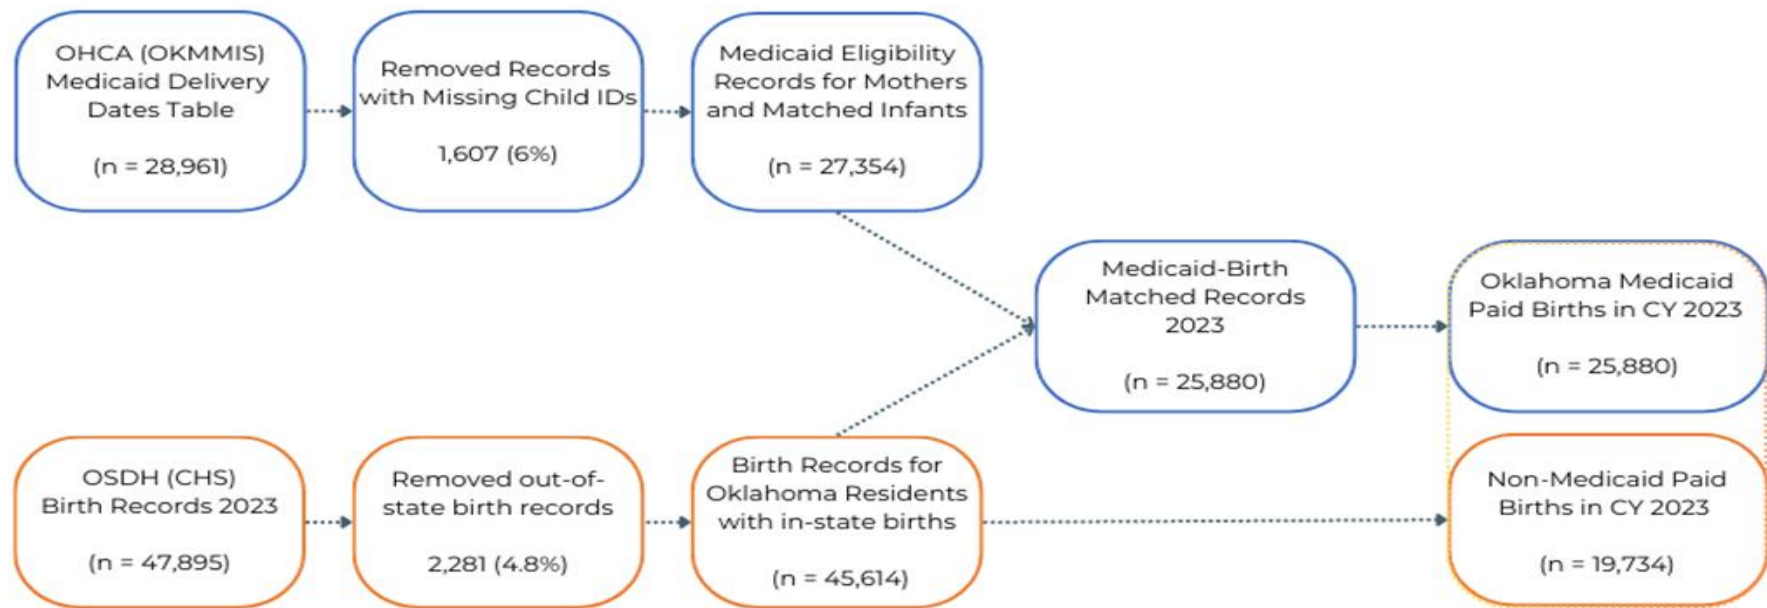 OHCA (OKMMIS)
Medicaid Delivery
Dates Table
(n = 28,961)
Removed Records
with Missing Child IDs
1,607 (6%)
Medicaid Eligibility
Records for Mothers
and Matched Infants
(n = 27,354)
Medicaid-Birth
Matched Records
2023
(n = 25,880)
Oklahoma Medicaid
Paid Births in CY 2023
(n = 25,880)
OSDH (CHS)
Birth Records 2023
(n = 47,895)
Removed out-of-
state birth records
2,281 (4.8%)
Birth Records for
Oklahoma Residents
with in-state births
(n = 45,614)
Non-Medicaid Paid
Births in CY 2023
(n = 19,734)